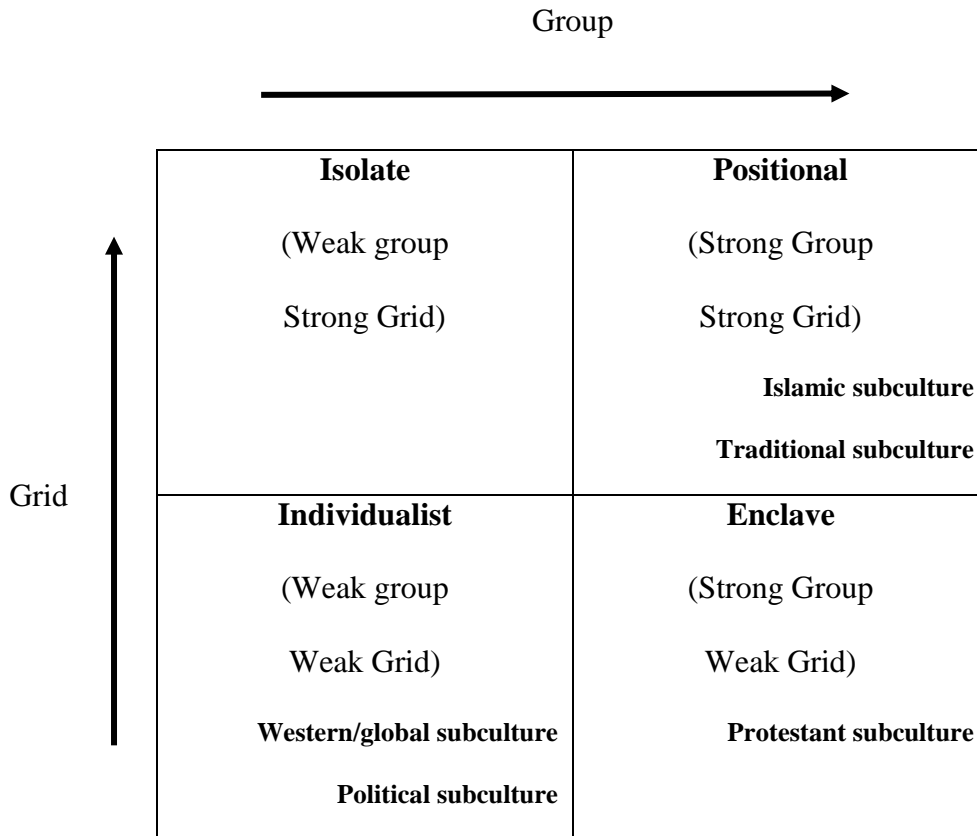 Group
Isolate
(Weak group
Strong Grid)
Positional
(Strong Group
Strong Grid)
Islamic subculture
Traditional subculture
Grid
Individualist
(Weak group
Weak Grid)
Western/global subculture
Political subculture
Enclave
(Strong Group
Weak Grid)
Protestant subculture